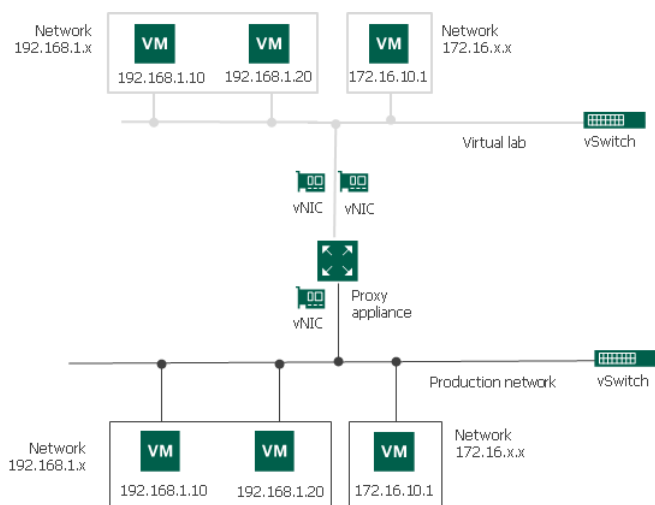 Network
192.168.1.x
VM
VM
192.168.1.10
192.168.1.20
VM
172.16.10.1
Network
172.16.x.x
Virtual lab
vSwitch
vNIC
vNIC
vNIC
Proxy
appliance
Production network
vSwitch
Network
192.168.1.x
VM
VM
192.168.1.10
192.168.1.20
VM
172.16.10.1
Network
172.16.x.x